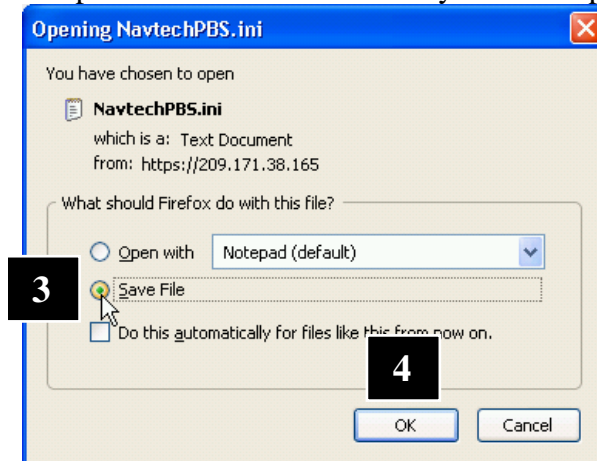 Opening NavtechPBS.ini
You have chosen to open
NavtechPBS.ini
which is a: Text Document
from: https://209.171.38.165
What should Firefox do with this file?
Open with Notepad (default)
3
Save File
Do this automatically for files like this from now on.
4
OK Cancel